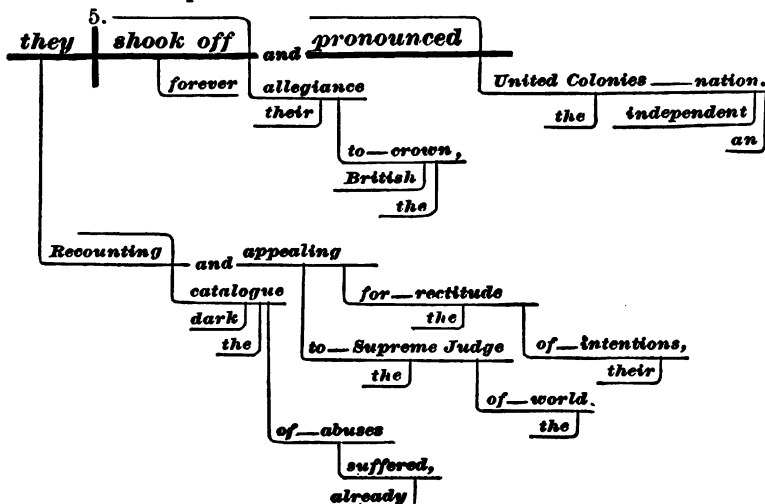 5.
they shook off and pronounced
forever allegiance United Colonies — nation.
their the independent
an
to—crown,
British
the
Recounting and appealing
catalogue for—rectitude
dark the
the to—Supreme Judge of—intentions,
the their
of—world.
the
of—abuses
suffered,
already